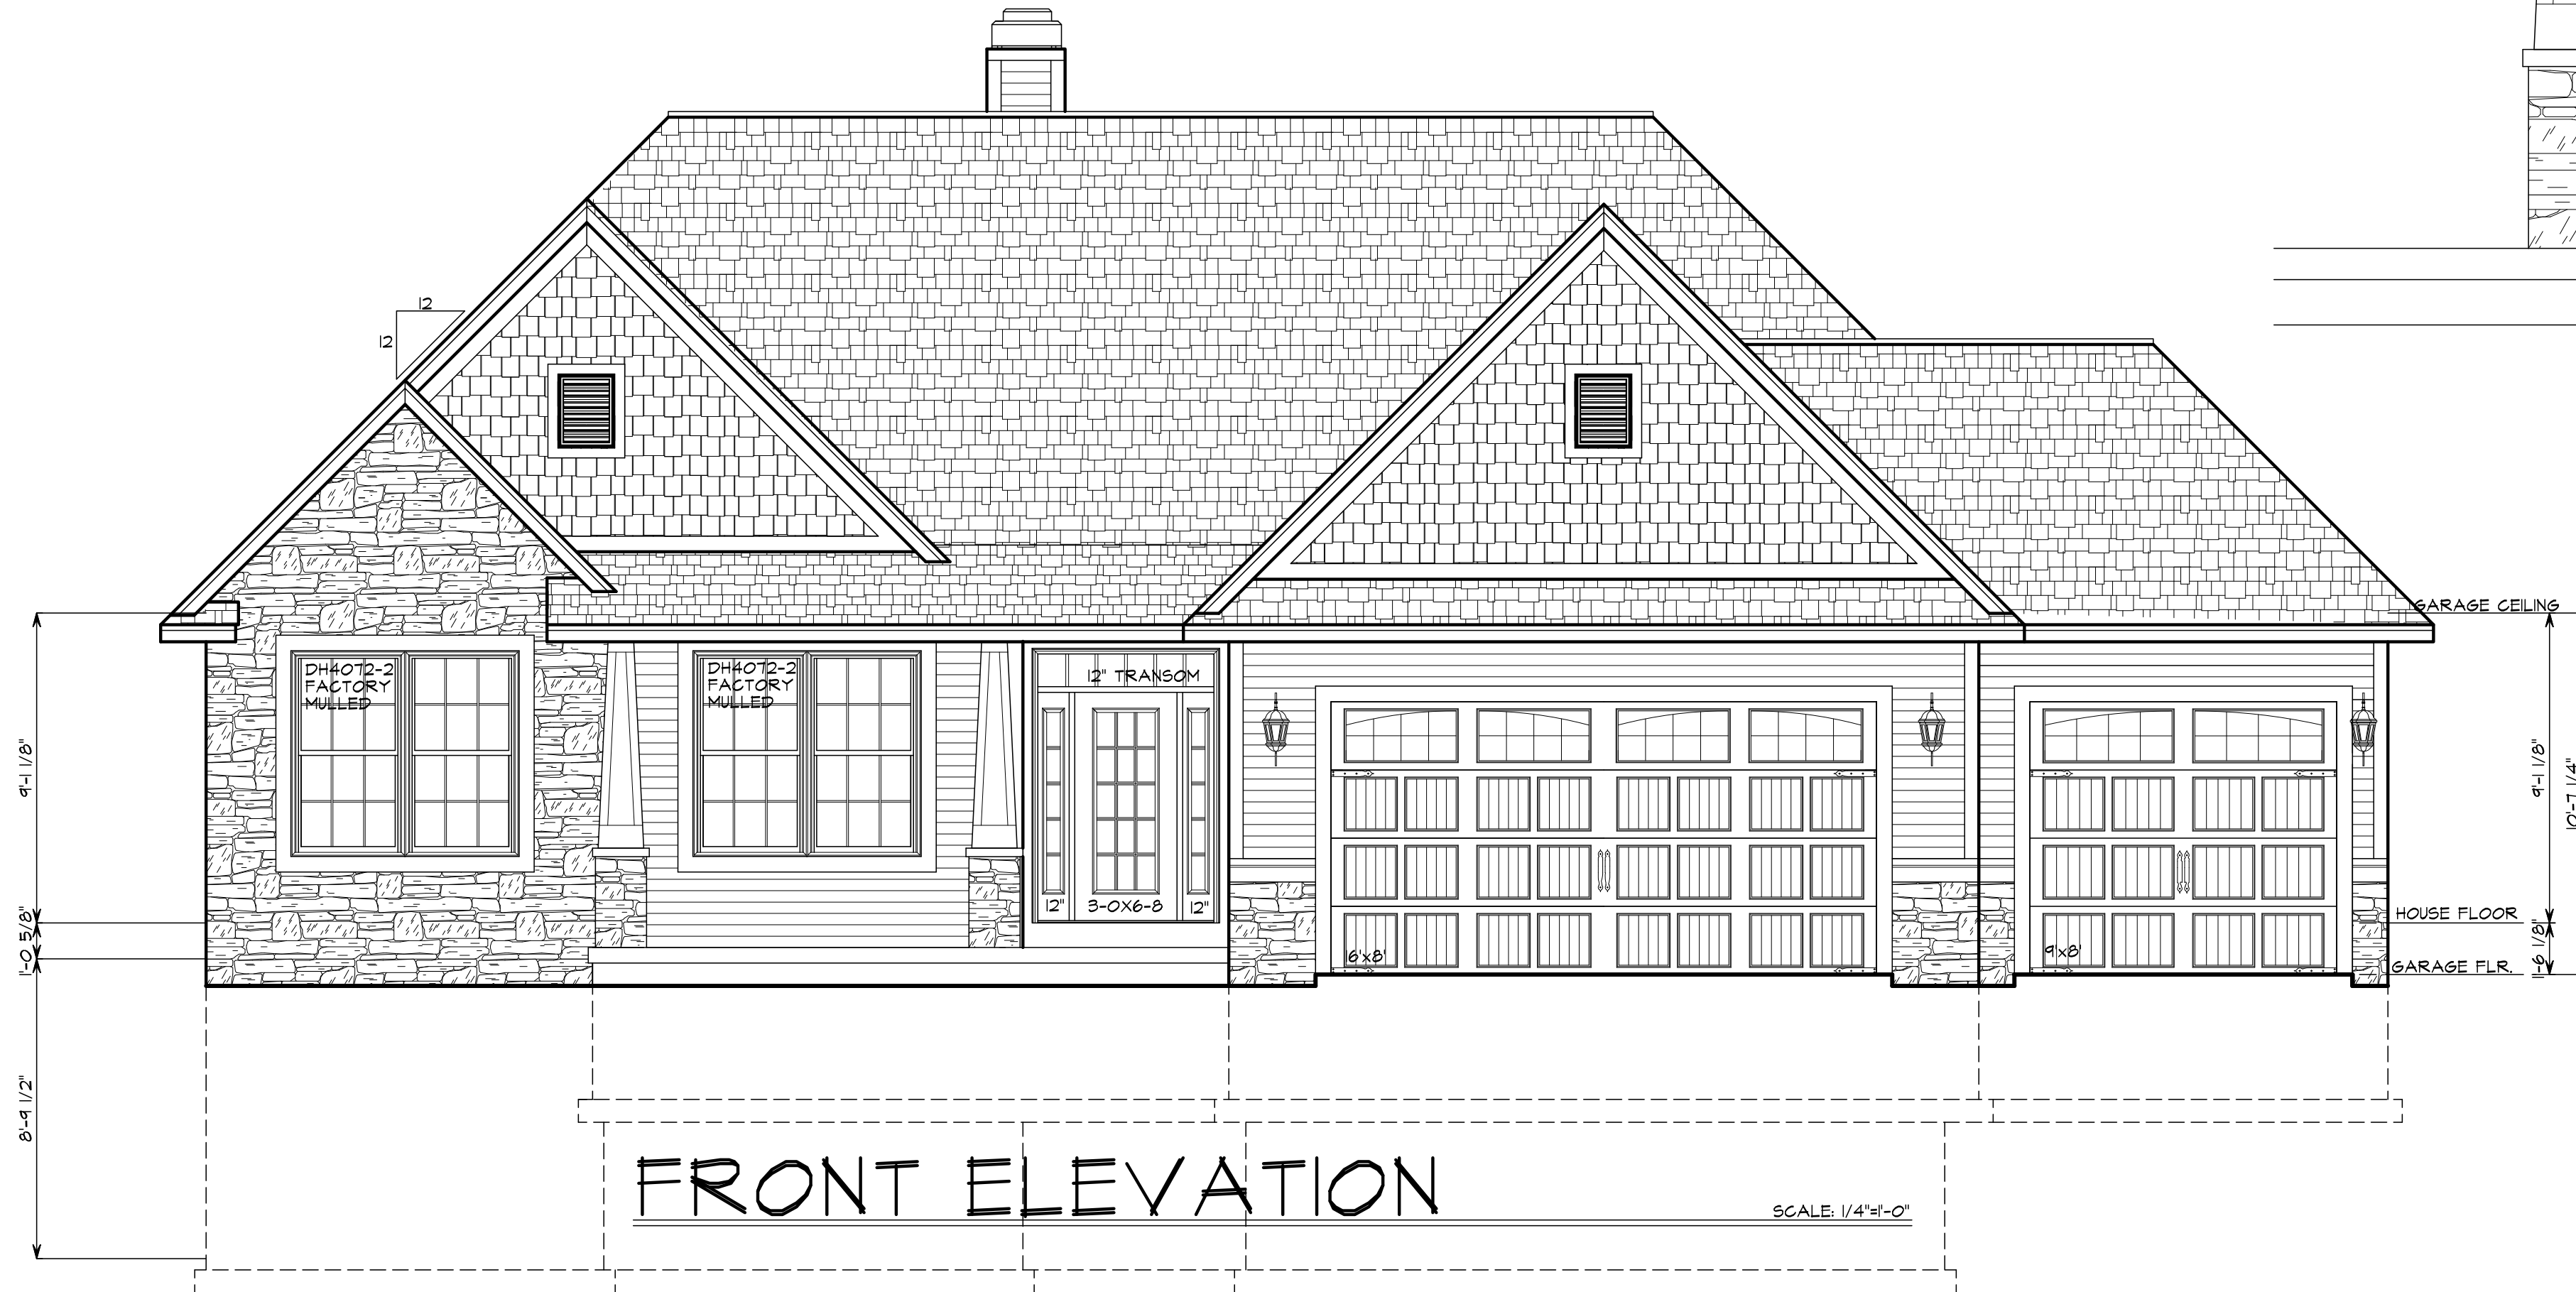 12
12
GARAGE CEILING
DH4072-2
FACTORY
MULLED
DH4072-2
FACTORY
MULLED
12" TRANSOM
9'-1 1/8"
9'-1 1/8"
10'-7 1/4"
12"
3-0X6-8
12"
HOUSE FLOOR
1'-0 5/8"
16'x8'
9'x8'
1'-6 1/8"
GARAGE FLR.
8'-9 1/2"
FRONT ELEVATION
SCALE: 1/4"=1'-0"